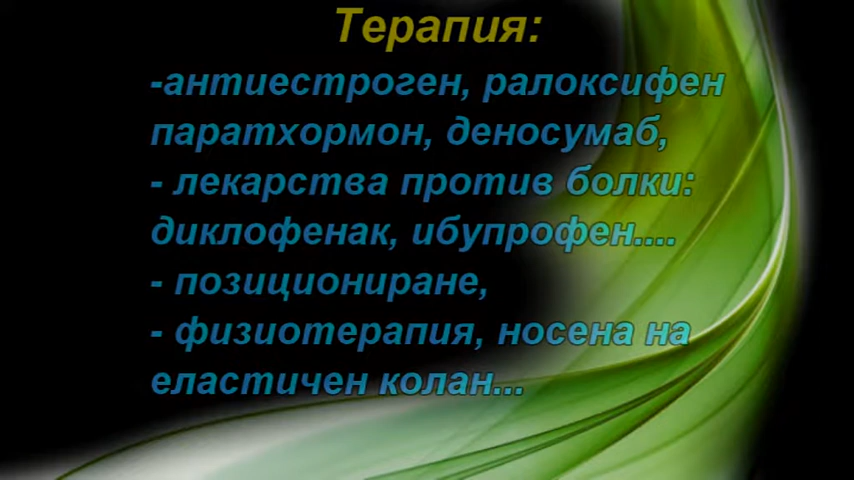 Терапия:
-антиестроген, ралоксифен
паратхормон, деносумаб,
- лекарства против болки:
диклофенак, ибупрофен....
- позициониране,
- физиотерапия, носена на
еластичен колан...